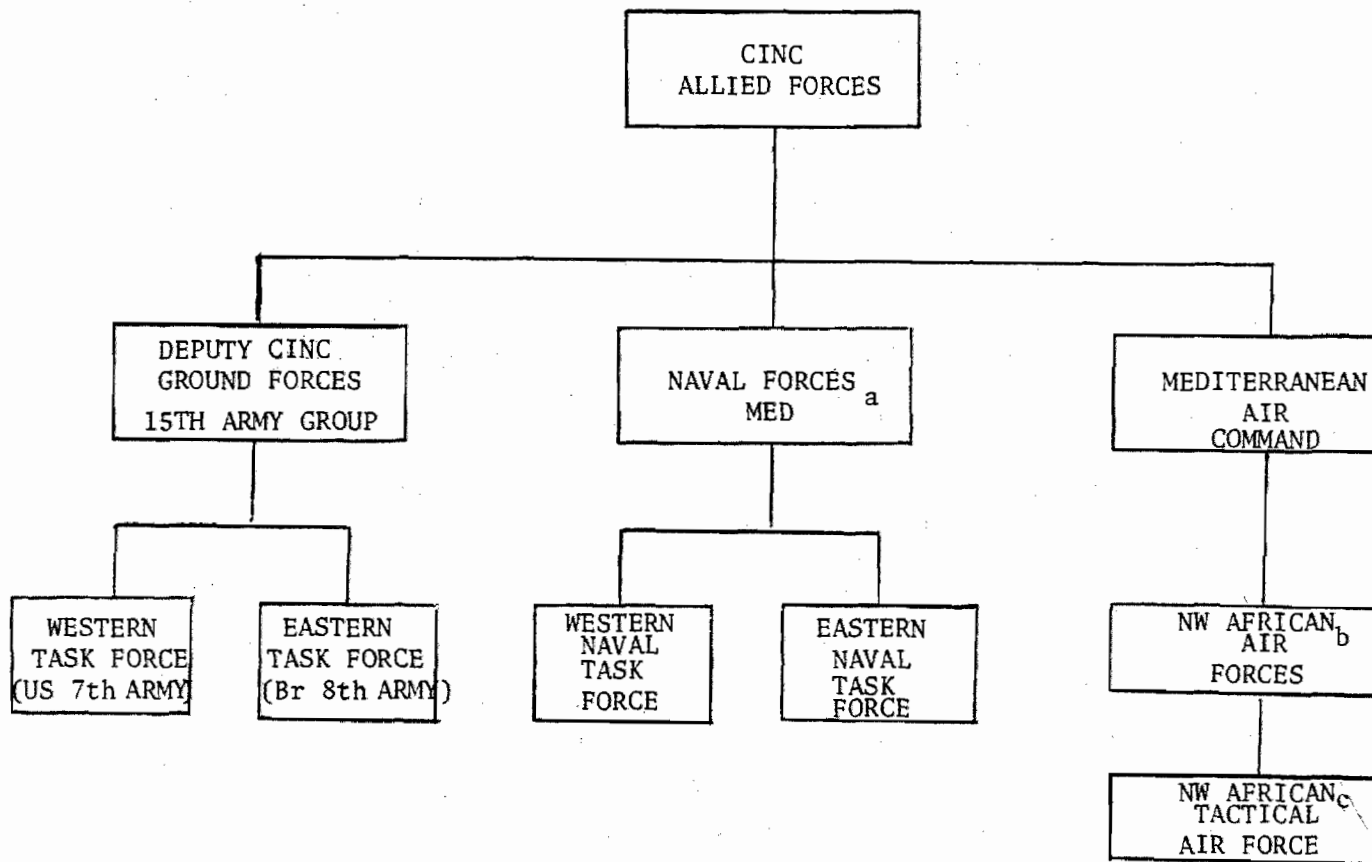 CINC
ALLIED FORCES
DEPUTY CINC
GROUND FORCES
15TH ARMY GROUP
NAVAL FORCES a
MED
MEDITERRANEAN
AIR
COMMAND
WESTERN
TASK FORCE
(US 7th ARMY)
EASTERN
TASK FORCE
(Br 8th ARMY)
WESTERN
NAVAL
TASK
FORCE
EASTERN
NAVAL
TASK
FORCE
NW AFRICAN b
AIR
FORCES
NW AFRICAN c
TACTICAL
AIR FORCE